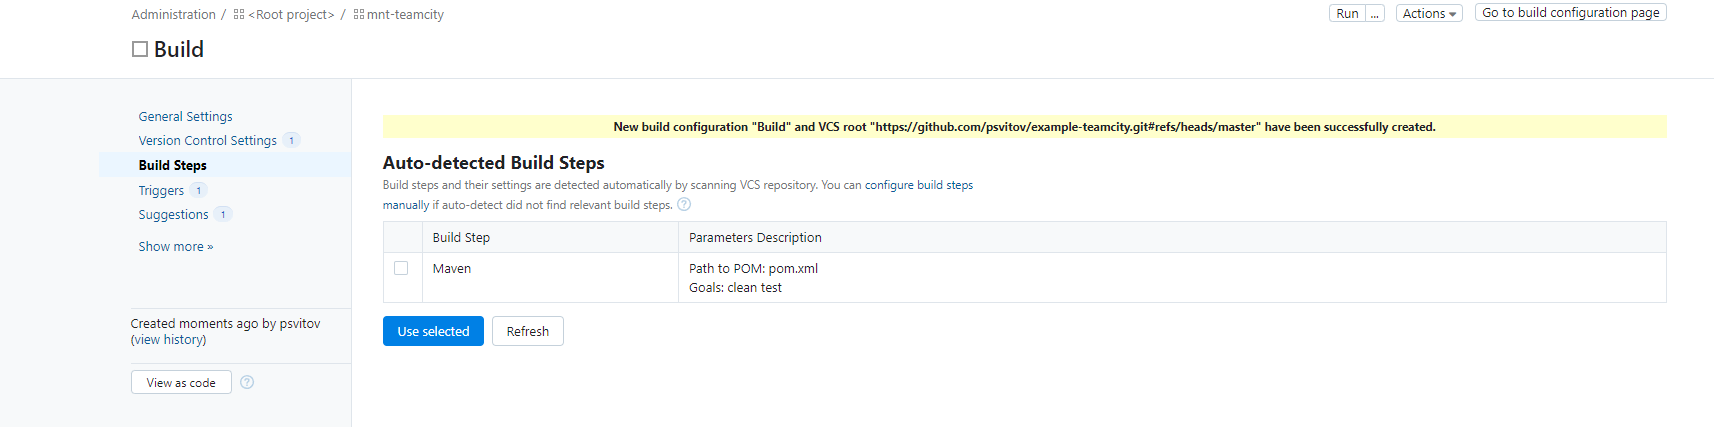 Administration / <Root project> / mnt-teamcity
Run ... Actions Go to build configuration page
Build
General Settings
Version Control Settings 1
Build Steps
Triggers 1
Suggestions 1
Show more »
Created moments ago by psvitov
(view history)
View as code ?
New build configuration "Build" and VCS root "https://github.com/psvitov/example-teamcity.git#refs/heads/master" have been successfully created.
Auto-detected Build Steps
Build steps and their settings are detected automatically by scanning VCS repository. You can configure build steps
manually if auto-detect did not find relevant build steps. ?
Build Step Parameters Description
Maven Path to POM: pom.xml
Goals: clean test
Use selected Refresh